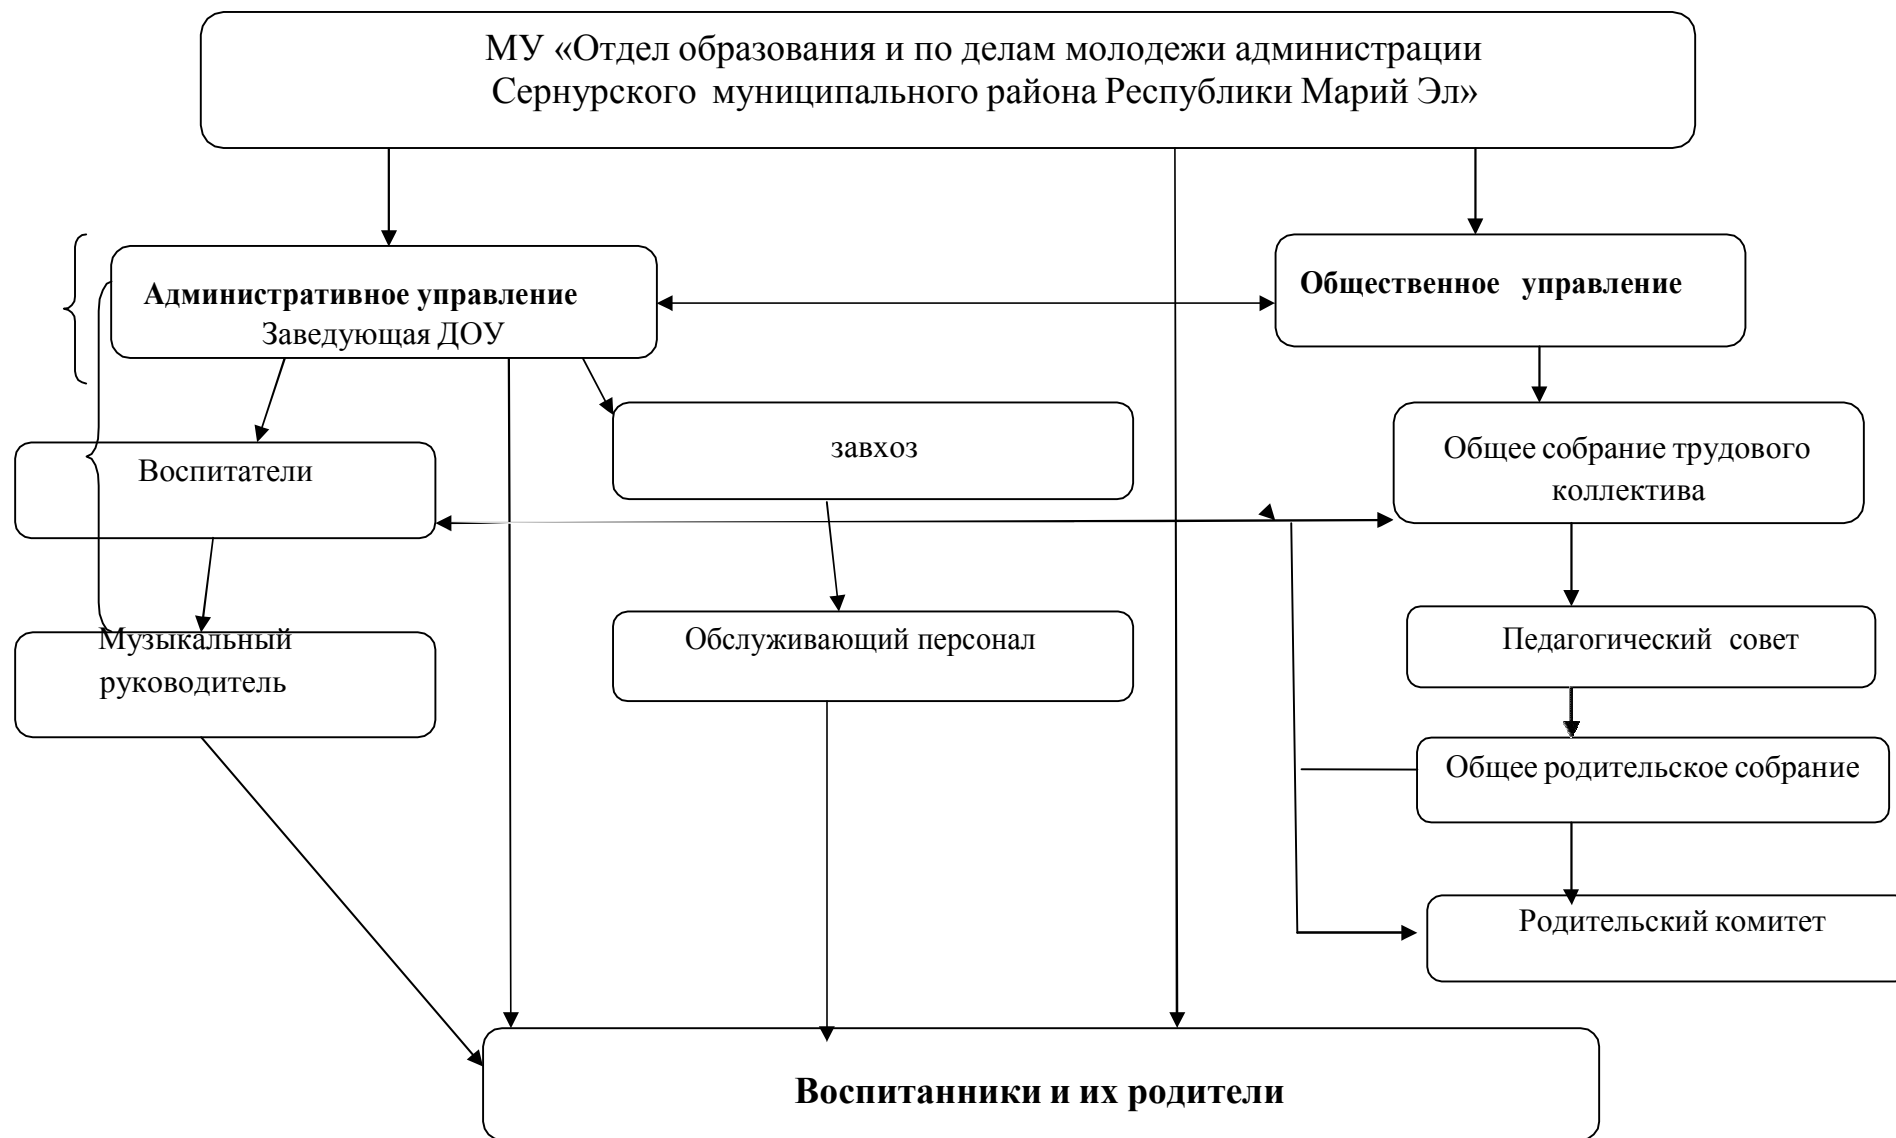 МУ «Отдел образования и по делам молодежи администрации
Сернурского муниципального района Республики Марий Эл»
Административное управление
Заведующая ДОУ
Общественное управление
завхоз
Общее собрание трудового
коллектива
Воспитатели
Музыкальный
руководитель
Обслуживающий персонал
Педагогический совет
Общее родительское собрание
Родительский комитет
Воспитанники и их родители